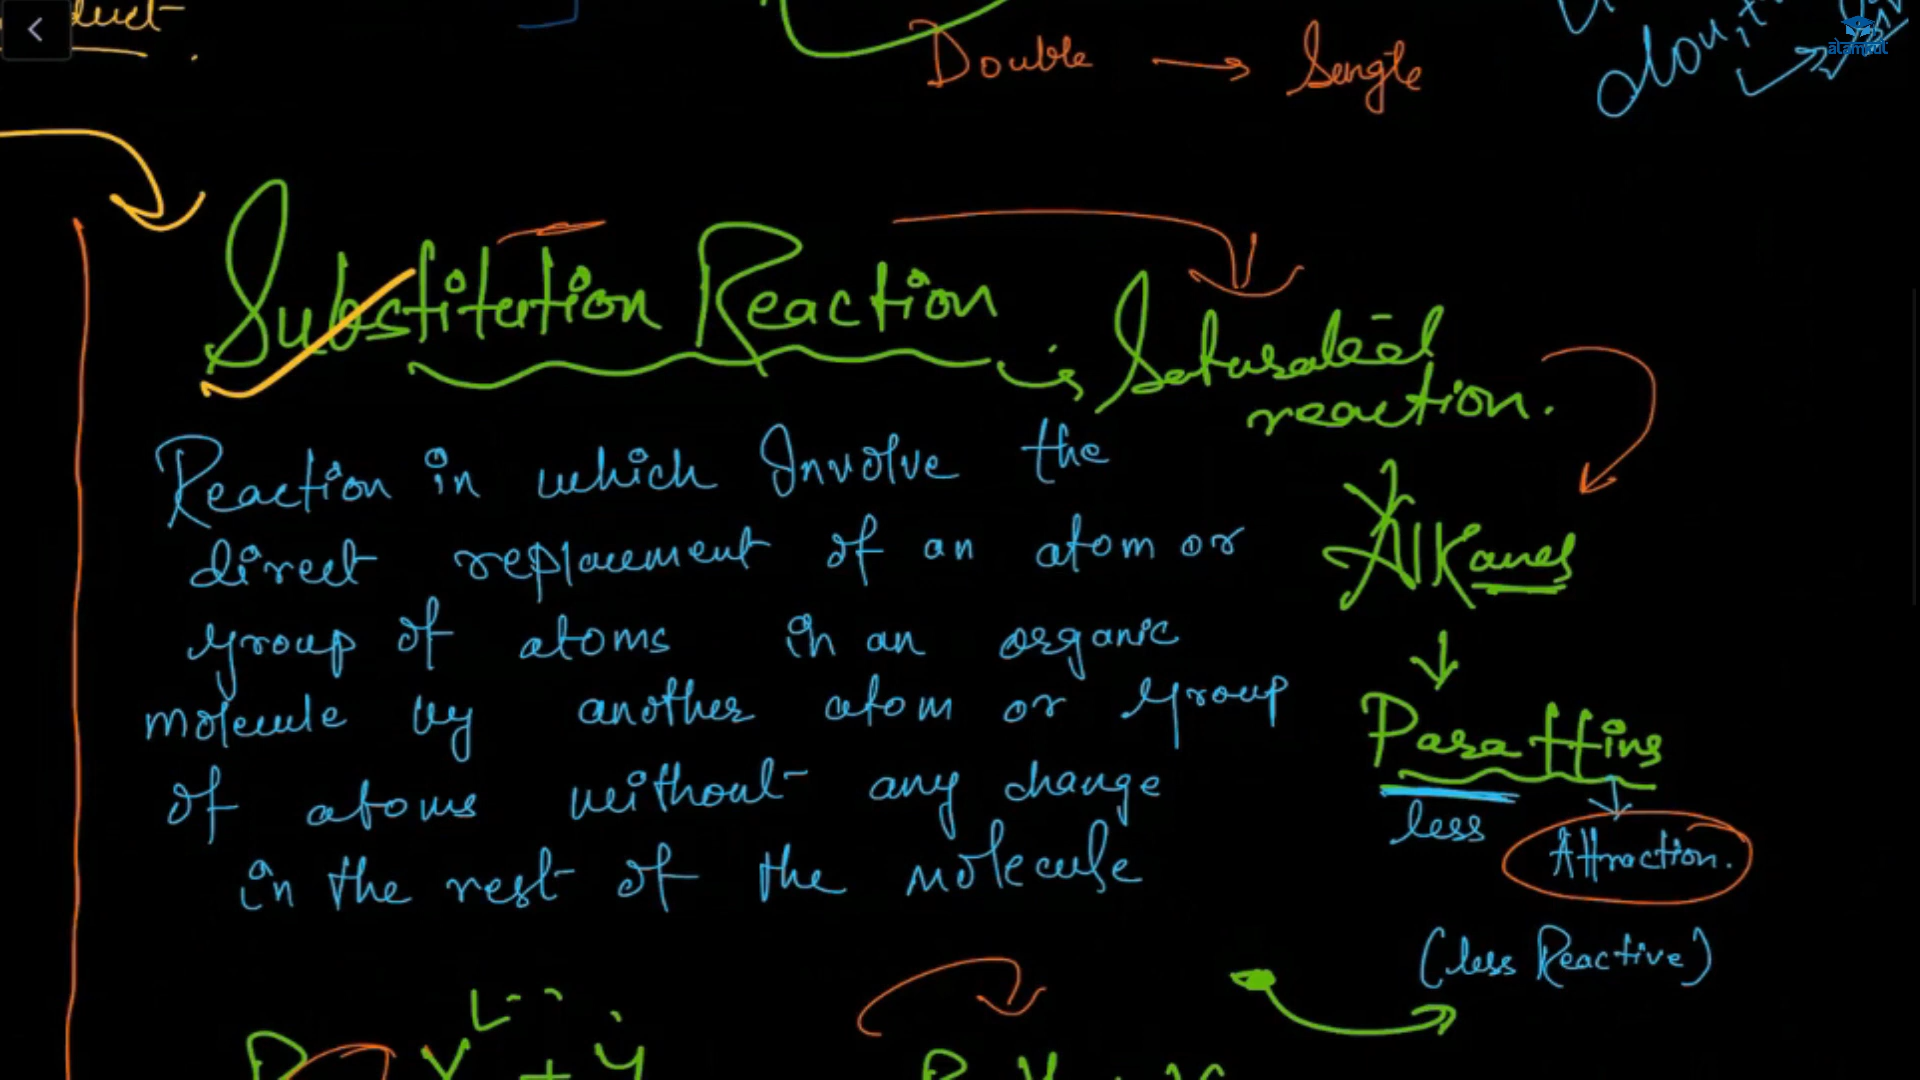 duct
Double → Single
Substitution Reaction
Saturated
reaction.
Reaction in which Involve the
direct replacement of an atom or
group of atoms in an organic
molecule by another atom or group
of atoms without any change
in the rest of the molecule
Alkanes
↓
Paraffins
less
Attraction.
(less Reactive)